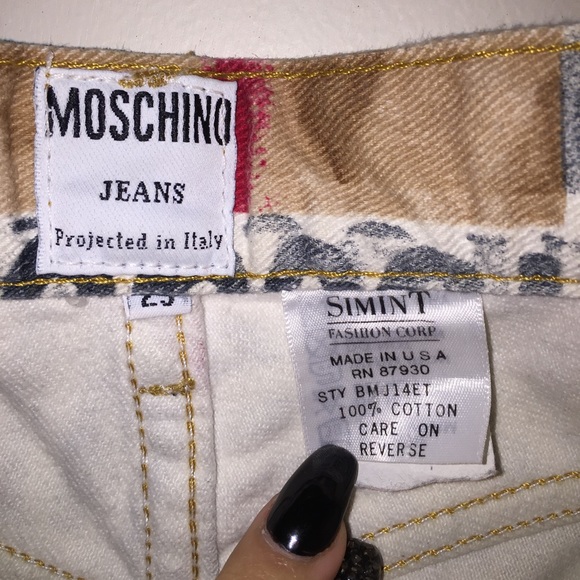 MOSCHINO
JEANS
Projected in Italy
SIMINT
FASHION CORP
MADE IN U S A
RN 87930
STY BMJ14ET
100% COTTON
CARE ON
REVERSE